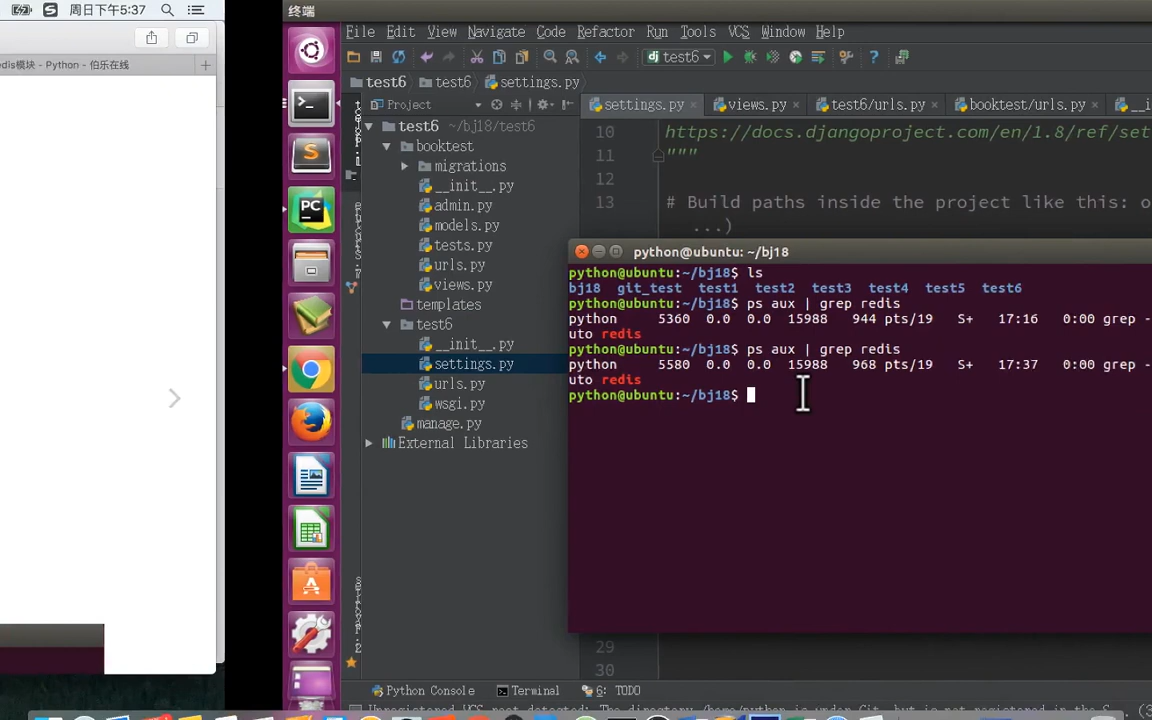 周日下午5:37
edis模块 - Python - 伯乐在线
终端
File Edit View Navigate Code Refactor Run Tools VCS Window Help
test6
test6 test6 settings.py
Project
settings.py views.py test6/urls.py booktest/urls.py
test6 ~/bj18/test6
booktest
migrations
__init__.py
admin.py
models.py
tests.py
urls.py
views.py
templates
test6
__init__.py
settings.py
urls.py
wsgi.py
manage.py
External Libraries
10 https://docs.djangoproject.com/en/1.8/ref/set
11 """
12
13 # Build paths inside the project like this: o
...)
python@ubuntu: ~/bj18
python@ubuntu:~/bj18$ ls
bj18 git_test test1 test2 test3 test4 test5 test6
python@ubuntu:~/bj18$ ps aux | grep redis
python 5360 0.0 0.0 15988 944 pts/19 S+ 17:16 0:00 grep -
uto redis
python@ubuntu:~/bj18$ ps aux | grep redis
python 5580 0.0 0.0 15988 968 pts/19 S+ 17:37 0:00 grep -
uto redis
python@ubuntu:~/bj18$
29
30
Python Console Terminal 6: TODO